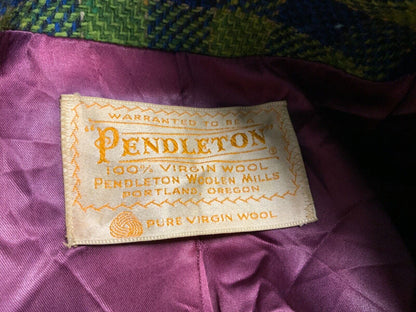 WARRANTED TO BE A
"PENDLETON"®
100% VIRGIN WOOL
PENDLETON WOOLEN MILLS
PORTLAND, OREGON
PURE VIRGIN WOOL